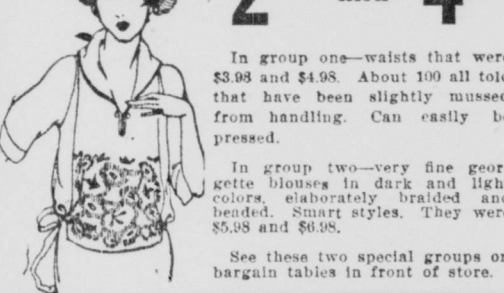 2 4
In group one—waists that were
$3.98 and $4.98. About 100 all told
that have been slightly mussed
from handling. Can easily be
pressed.
In group two—very fine geor-
gette blouses in dark and light
colors, elaborately braided and
beaded. Smart styles. They were
$5.98 and $6.98.
See these two special groups on
bargain tables in front of store.